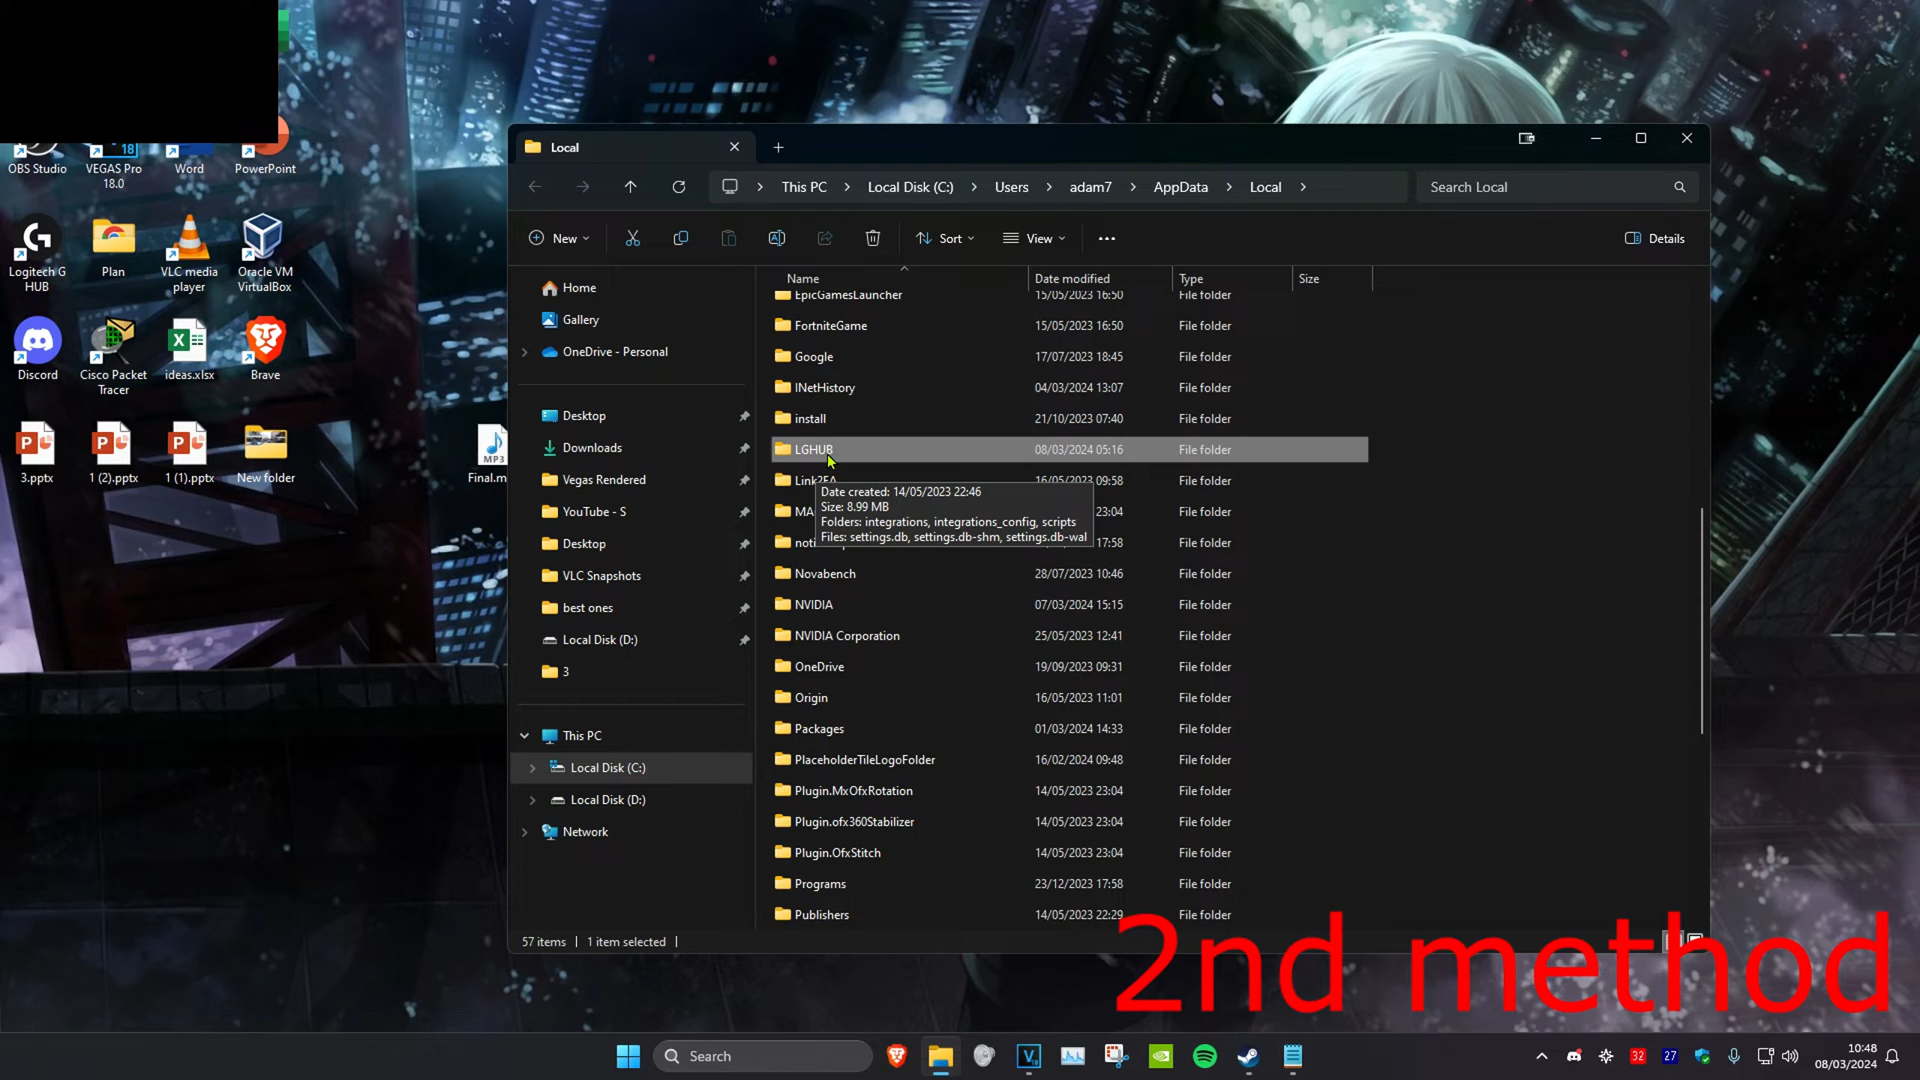 OBS Studio
VEGAS Pro
18.0
Word
PowerPoint
Logitech G
HUB
Plan
VLC media
player
Oracle VM
VirtualBox
Discord
Cisco Packet
Tracer
ideas.xlsx
Brave
3.pptx
1 (2).pptx
1 (1).pptx
New folder
MP3
Final.m
Local
This PC
Local Disk (C:)
Users
adam7
AppData
Local
Search Local
New
Sort
View
Details
Home
Gallery
OneDrive - Personal
Desktop
Downloads
Vegas Rendered
YouTube - S
Desktop
VLC Snapshots
best ones
Local Disk (D:)
3
This PC
Local Disk (C:)
Local Disk (D:)
Network
Name Date modified Type Size
EpicGamesLauncher 15/05/2023 16:50 File folder
FortniteGame 15/05/2023 16:50 File folder
Google 17/07/2023 18:45 File folder
INetHistory 04/03/2024 13:07 File folder
install 21/10/2023 07:40 File folder
LGHUB 08/03/2024 05:16 File folder
Link2EA 16/05/2023 09:58 File folder
MA 23:04 File folder
noti 17:58 File folder
Date created: 14/05/2023 22:46
Size: 8.99 MB
Folders: integrations, integrations_config, scripts
Files: settings.db, settings.db-shm, settings.db-wal
Novabench 28/07/2023 10:46 File folder
NVIDIA 07/03/2024 15:15 File folder
NVIDIA Corporation 25/05/2023 12:41 File folder
OneDrive 19/09/2023 09:31 File folder
Origin 16/05/2023 11:01 File folder
Packages 01/03/2024 14:33 File folder
PlaceholderTileLogoFolder 16/02/2024 09:48 File folder
Plugin.MxOfxRotation 14/05/2023 23:04 File folder
Plugin.ofx360Stabilizer 14/05/2023 23:04 File folder
Plugin.OfxStitch 14/05/2023 23:04 File folder
Programs 23/12/2023 17:58 File folder
Publishers 14/05/2023 22:29 File folder
57 items
1 item selected
2nd method
Search
32
27
10:48
08/03/2024